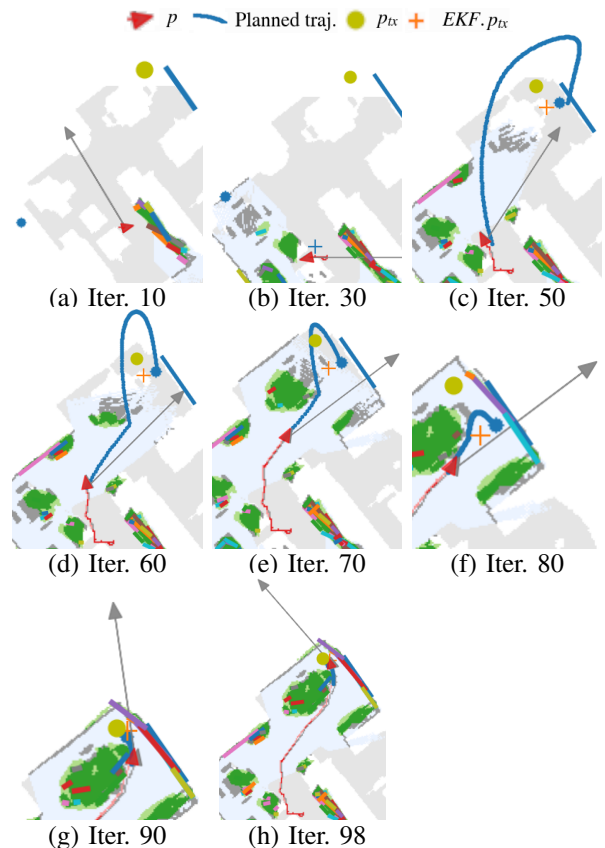 p Planned traj. p_tx EKF. p_tx
(a) Iter. 10 (b) Iter. 30 (c) Iter. 50
(d) Iter. 60 (e) Iter. 70 (f) Iter. 80
(g) Iter. 90 (h) Iter. 98